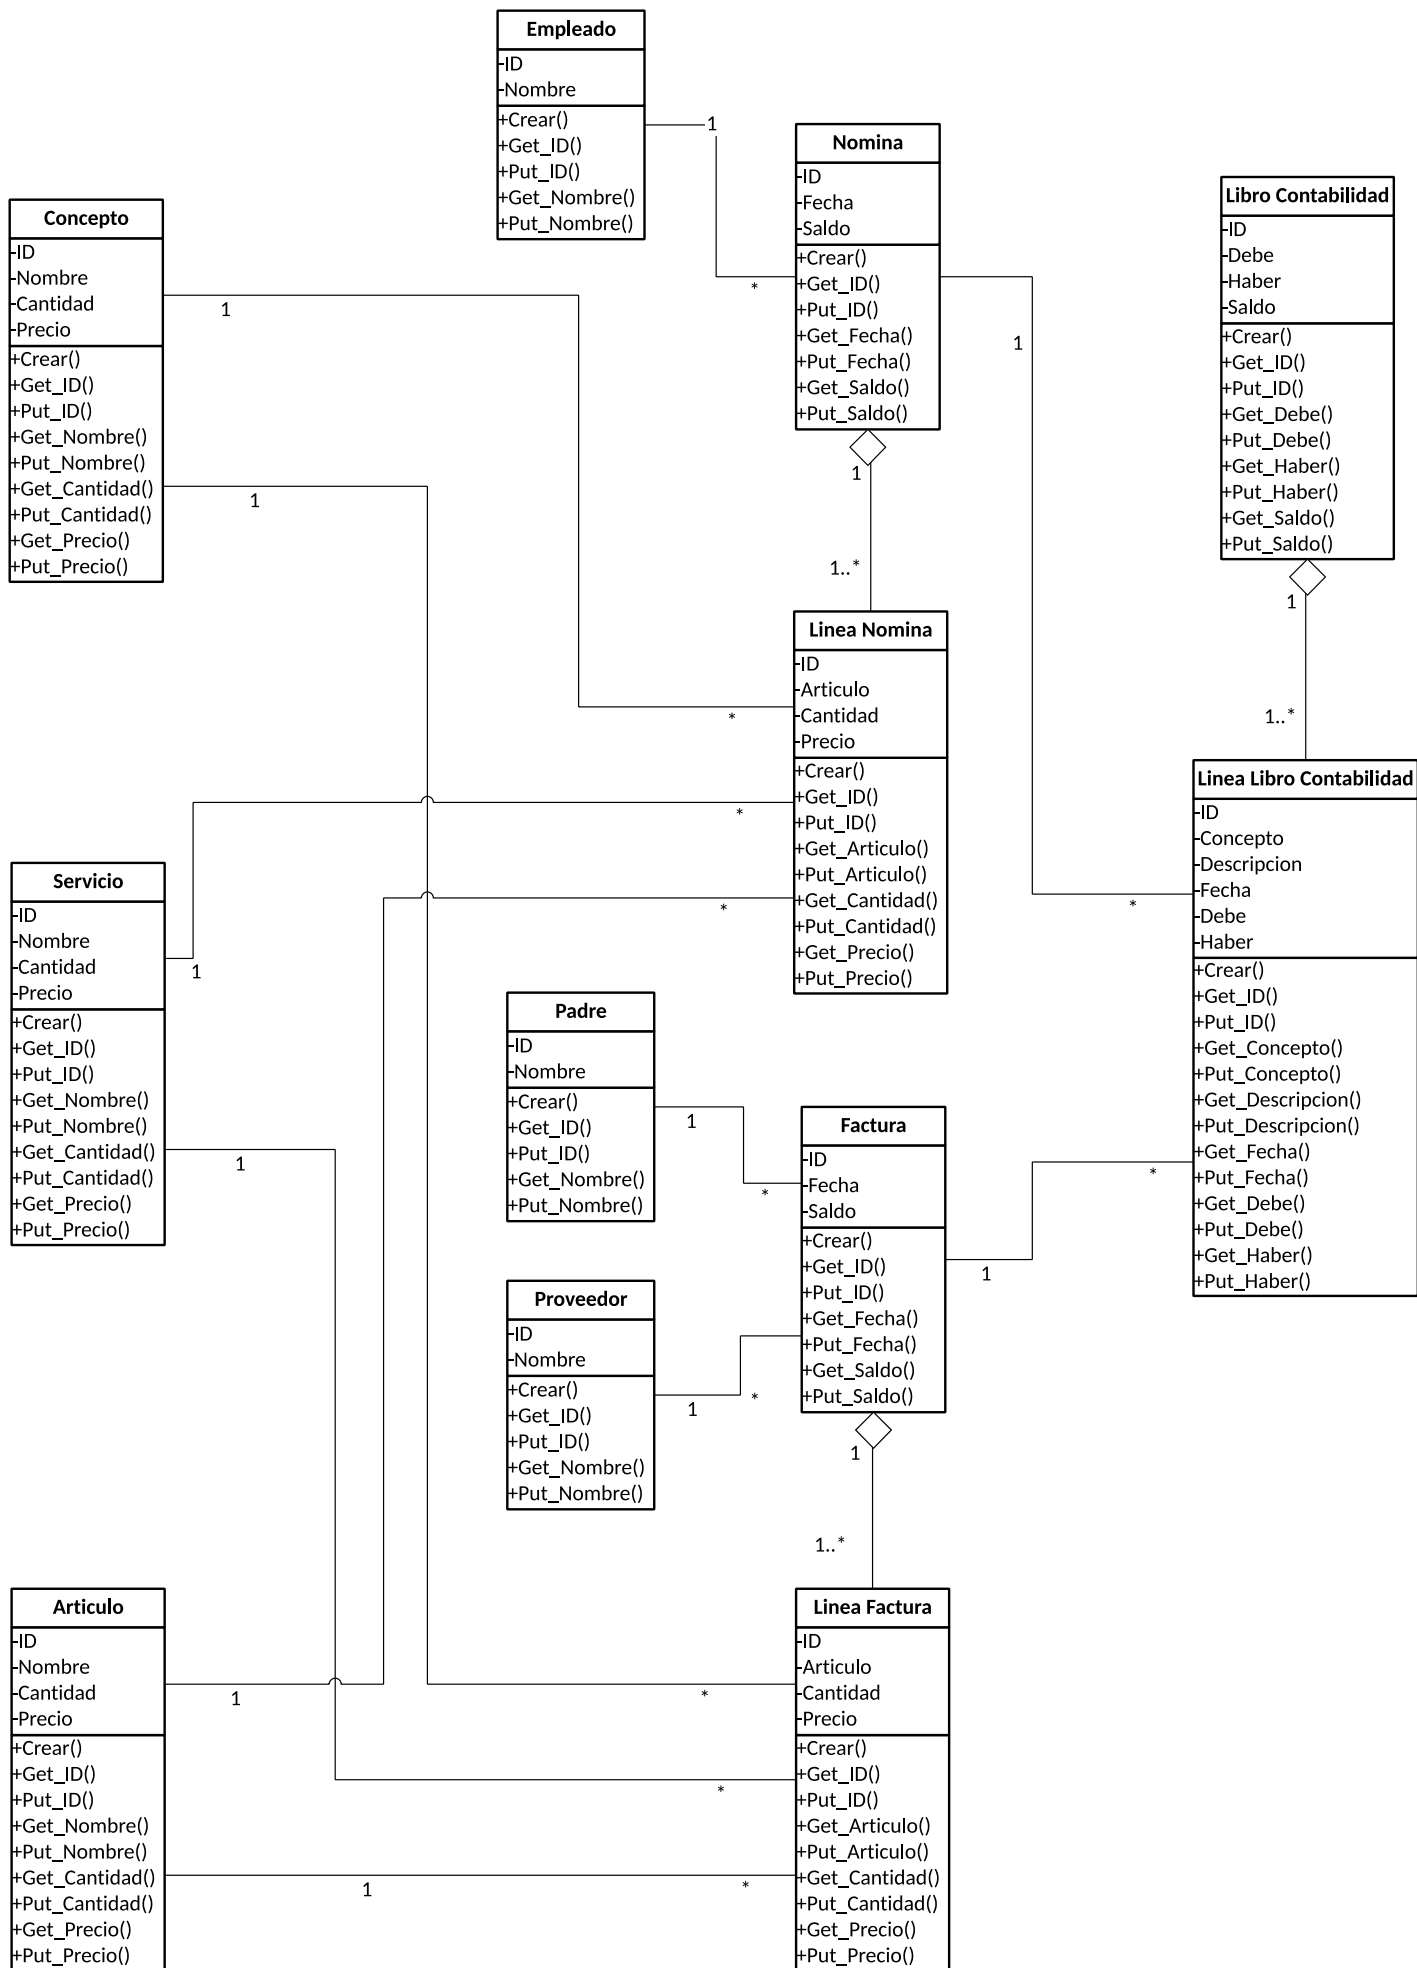 Empleado
-ID
-Nombre
+Crear()
+Get_ID()
+Put_ID()
+Get_Nombre()
+Put_Nombre()
1
*
Nomina
-ID
-Fecha
-Saldo
+Crear()
+Get_ID()
+Put_ID()
+Get_Fecha()
+Put_Fecha()
+Get_Saldo()
+Put_Saldo()
1
1
1..*
Libro Contabilidad
-ID
-Debe
-Haber
-Saldo
+Crear()
+Get_ID()
+Put_ID()
+Get_Debe()
+Put_Debe()
+Get_Haber()
+Put_Haber()
+Get_Saldo()
+Put_Saldo()
1
1..*
Concepto
-ID
-Nombre
-Cantidad
-Precio
+Crear()
+Get_ID()
+Put_ID()
+Get_Nombre()
+Put_Nombre()
+Get_Cantidad()
+Put_Cantidad()
+Get_Precio()
+Put_Precio()
1
1
Linea Nomina
-ID
-Articulo
-Cantidad
-Precio
+Crear()
+Get_ID()
+Put_ID()
+Get_Articulo()
+Put_Articulo()
+Get_Cantidad()
+Put_Cantidad()
+Get_Precio()
+Put_Precio()
*
*
*
Linea Libro Contabilidad
-ID
-Concepto
-Descripcion
-Fecha
-Debe
-Haber
+Crear()
+Get_ID()
+Put_ID()
+Get_Concepto()
+Put_Concepto()
+Get_Descripcion()
+Put_Descripcion()
+Get_Fecha()
+Put_Fecha()
+Get_Debe()
+Put_Debe()
+Get_Haber()
+Put_Haber()
*
*
Servicio
-ID
-Nombre
-Cantidad
-Precio
+Crear()
+Get_ID()
+Put_ID()
+Get_Nombre()
+Put_Nombre()
+Get_Cantidad()
+Put_Cantidad()
+Get_Precio()
+Put_Precio()
1
1
Padre
-ID
-Nombre
+Crear()
+Get_ID()
+Put_ID()
+Get_Nombre()
+Put_Nombre()
1
*
Factura
-ID
-Fecha
-Saldo
+Crear()
+Get_ID()
+Put_ID()
+Get_Fecha()
+Put_Fecha()
+Get_Saldo()
+Put_Saldo()
1
1
1..*
Proveedor
-ID
-Nombre
+Crear()
+Get_ID()
+Put_ID()
+Get_Nombre()
+Put_Nombre()
1
*
Articulo
-ID
-Nombre
-Cantidad
-Precio
+Crear()
+Get_ID()
+Put_ID()
+Get_Nombre()
+Put_Nombre()
+Get_Cantidad()
+Put_Cantidad()
+Get_Precio()
+Put_Precio()
1
1
Linea Factura
-ID
-Articulo
-Cantidad
-Precio
+Crear()
+Get_ID()
+Put_ID()
+Get_Articulo()
+Put_Articulo()
+Get_Cantidad()
+Put_Cantidad()
+Get_Precio()
+Put_Precio()
*
*
*